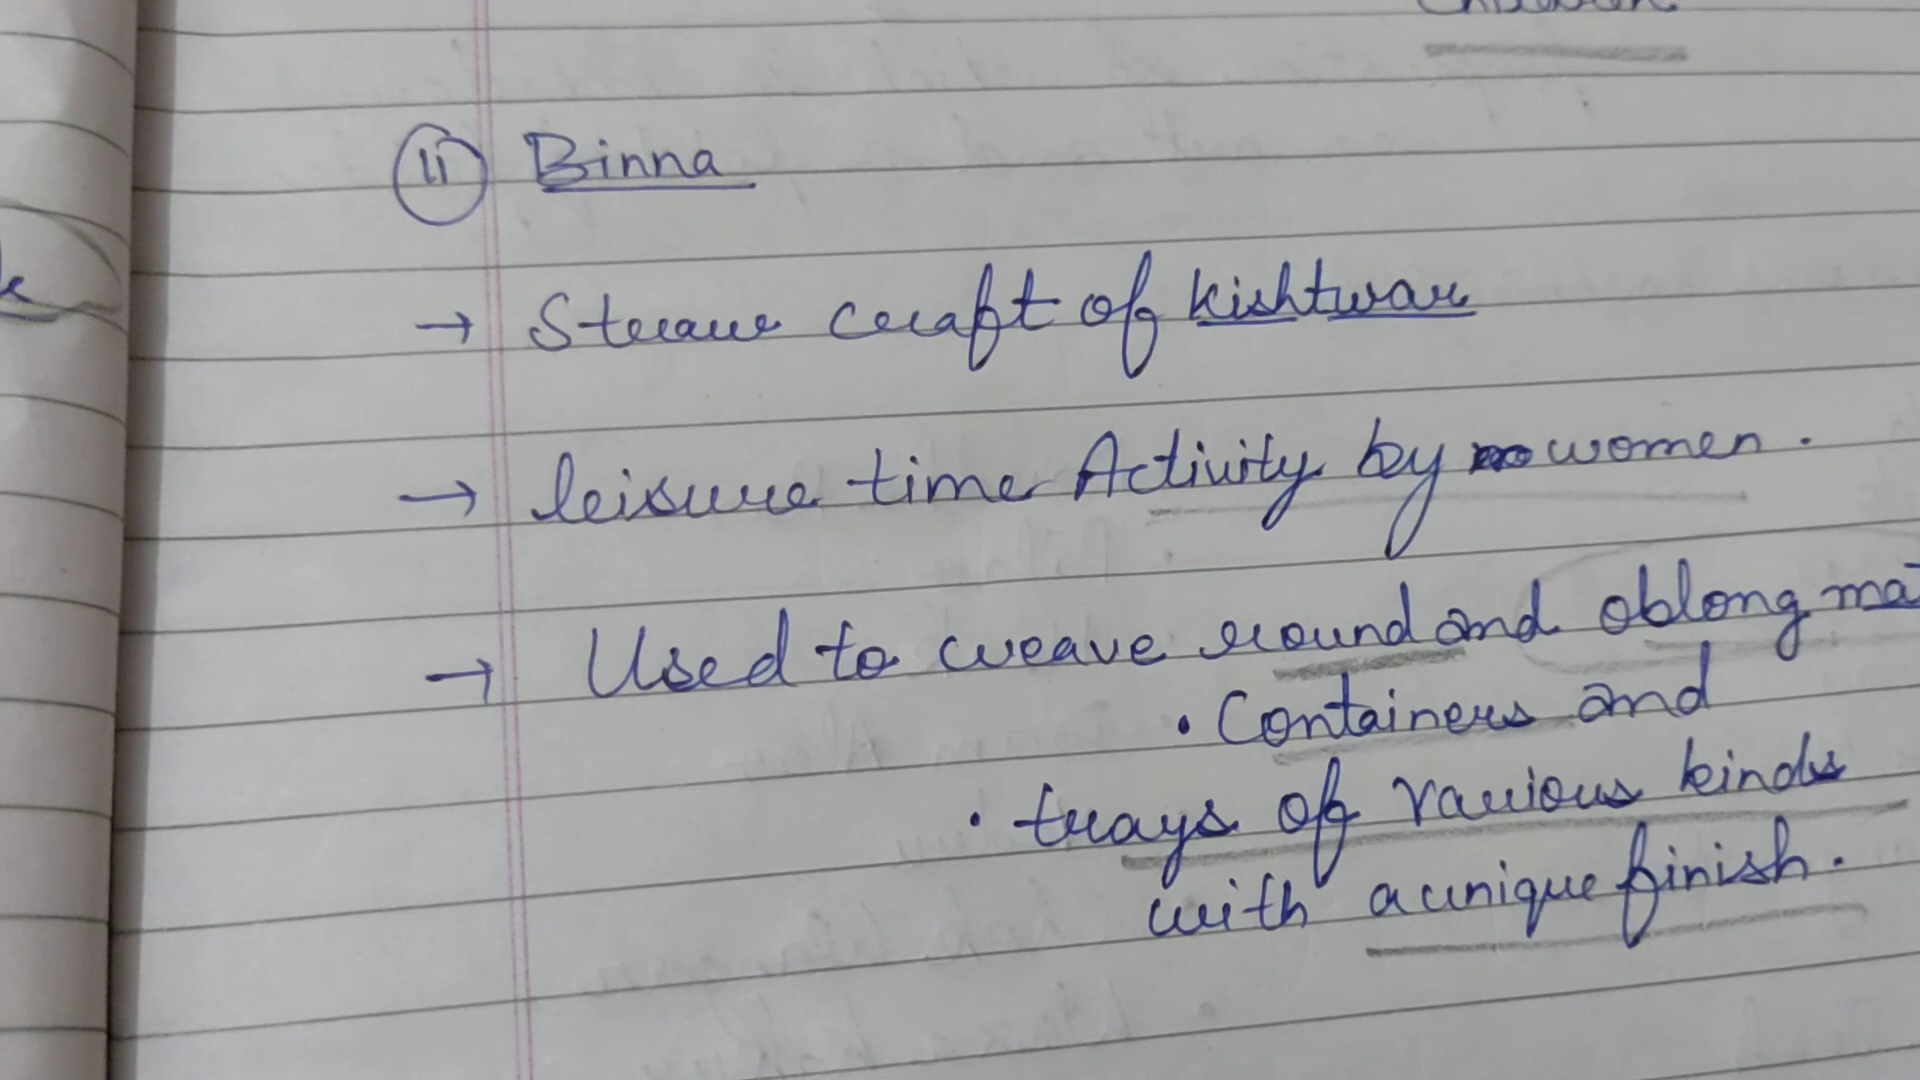 (ii) Binna
→ Straw craft of kishtwar
→ leisure time Activity by women.
→ Used to weave round and oblong
• Containers and
• trays of various kinds
with a unique finish.